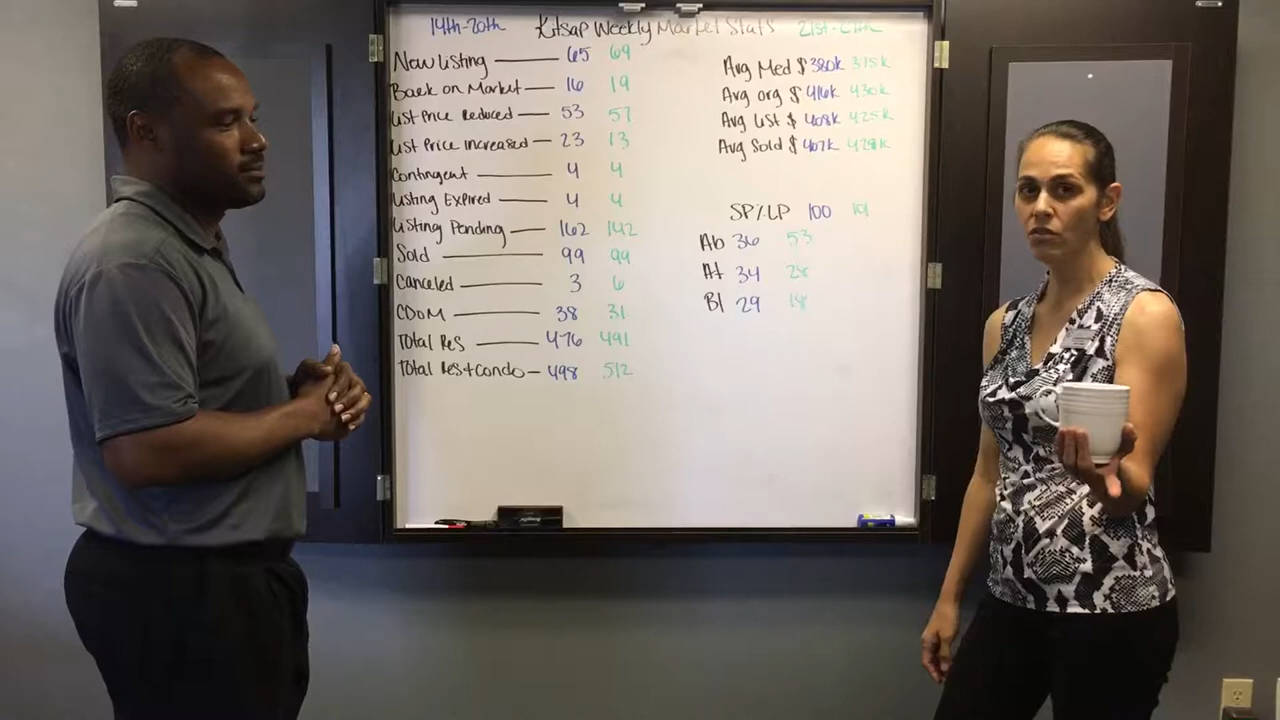 14th-20th Kitsap Weekly Market Stats 21st-27th
New Listing 65 69
Back on Market 16 19
List Price Reduced 53 57
List Price increased 23 13
Contingent 4 4
Listing Expired 4 4
Listing Pending 162 142
Sold 99 99
Canceled 3 6
CDOM 38 31
Total Res 476 491
Total Res+Condo 498 512
Avg Med $ 380k 375k
Avg org $ 416k 430k
Avg List $ 408k 425k
Avg Sold $ 407k 428k
SP%LP 100 101
Ab 36 53
At 34 28
Bl 29 18